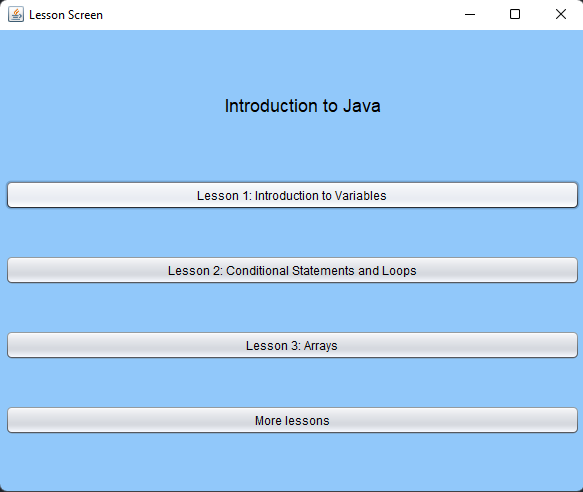 Lesson Screen
Introduction to Java
Lesson 1: Introduction to Variables
Lesson 2: Conditional Statements and Loops
Lesson 3: Arrays
More lessons